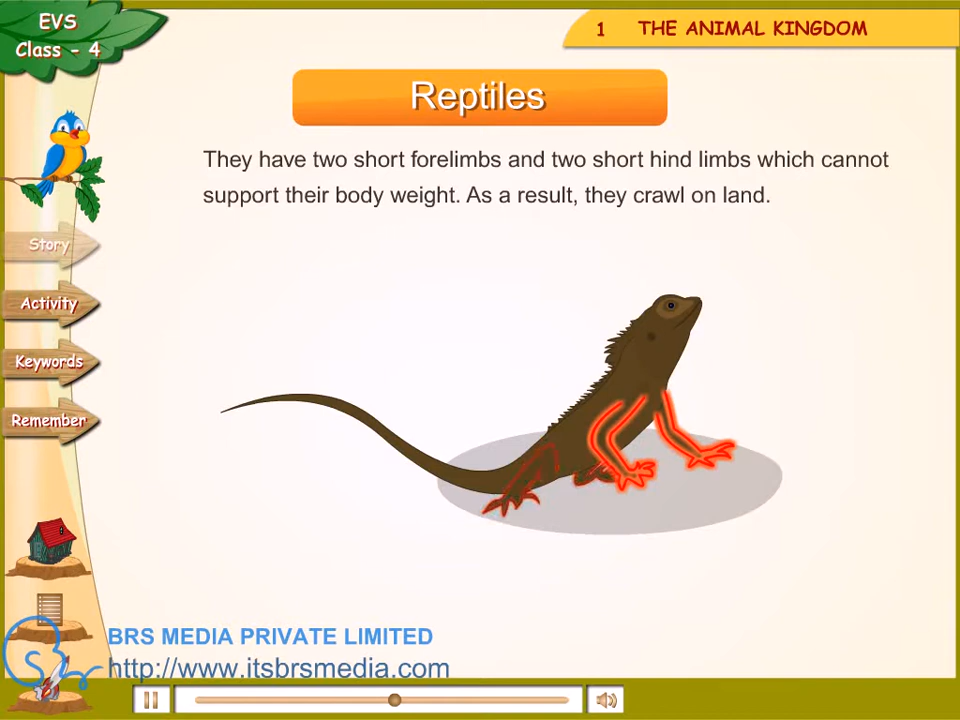 EVS
Class - 4
1 THE ANIMAL KINGDOM
Reptiles
They have two short forelimbs and two short hind limbs which cannot
support their body weight. As a result, they crawl on land.
Story
Activity
Keywords
Remember
BRS MEDIA PRIVATE LIMITED
http://www.itsbrsmedia.com